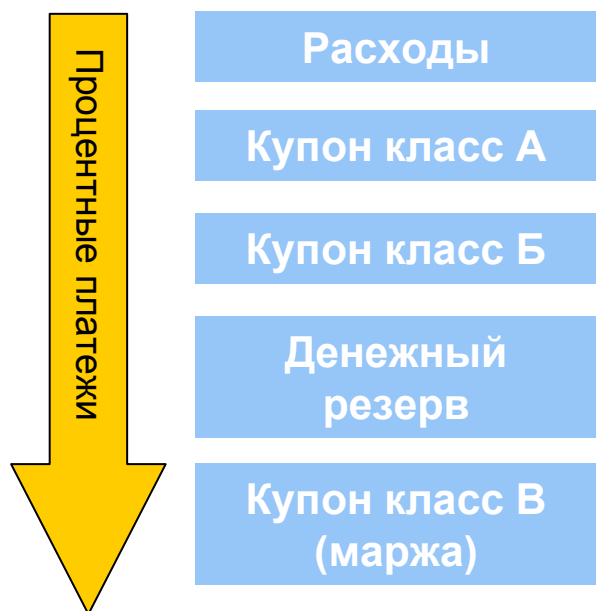 Процентные платежи
Расходы
Купон класс А
Купон класс Б
Денежный
резерв
Купон класс В
(маржа)